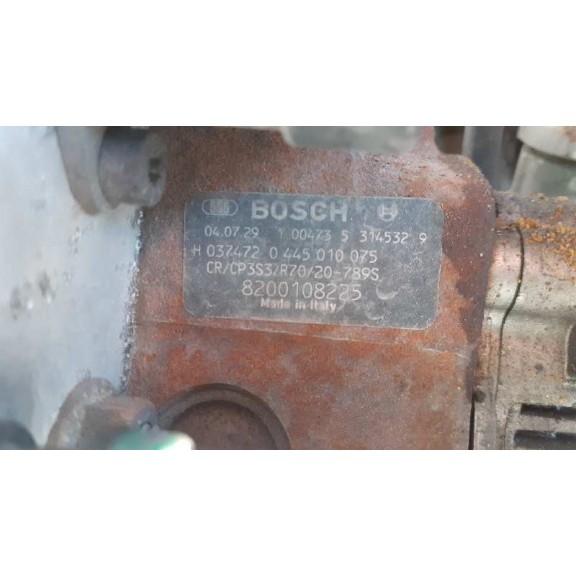 BOSCH
04.07.29 1 00473 S 314532 9
H 037472 0 445 010 075
CR/CP3S3/R70/20-789S
8200108225
Made in Italy